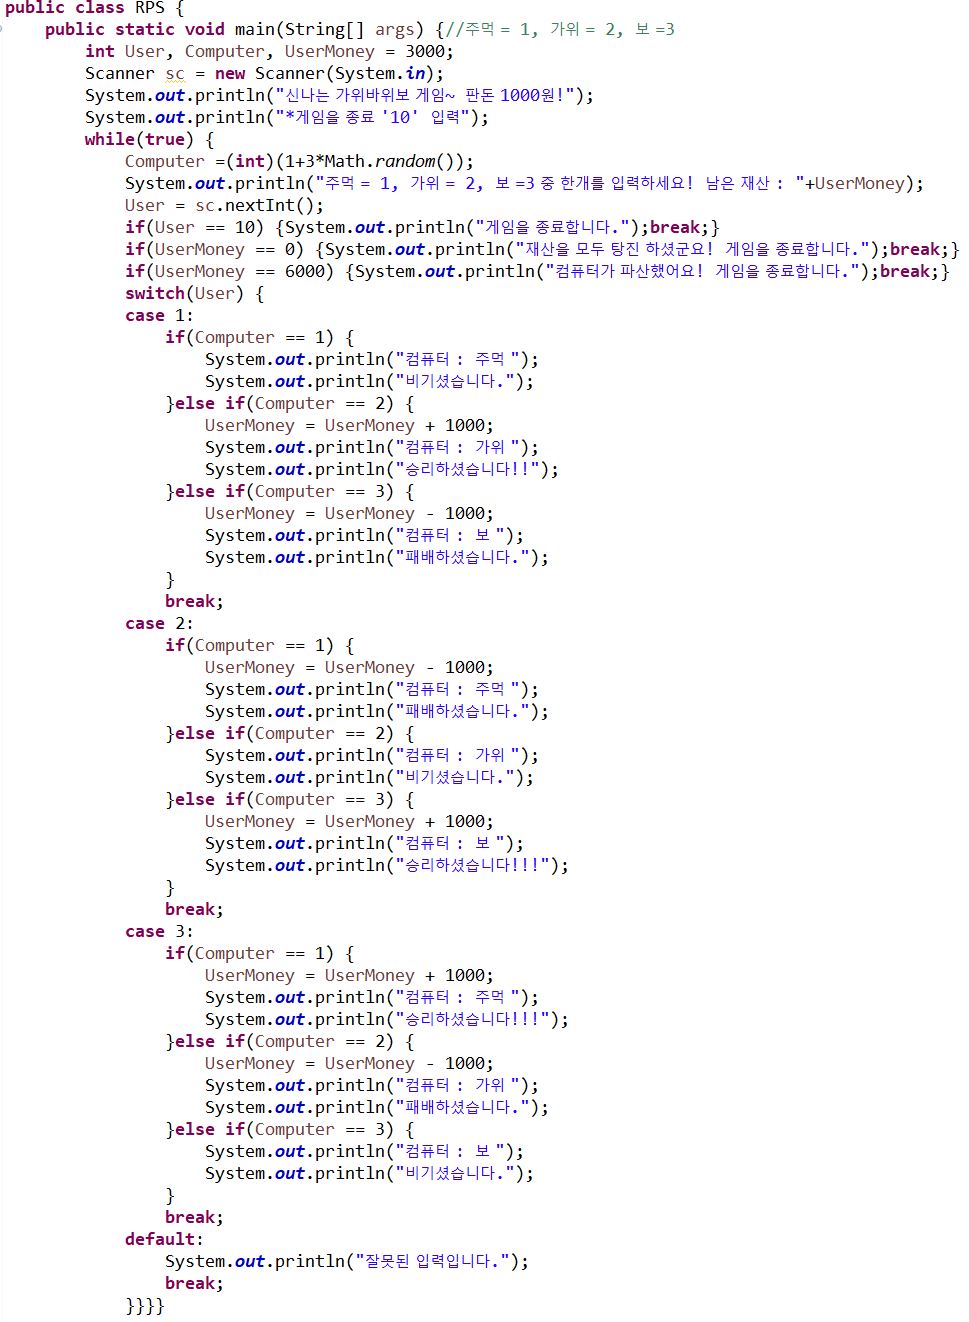 public class RPS {
public static void main(String[] args) {//주먹 = 1, 가위 = 2, 보 =3
int User, Computer, UserMoney = 3000;
Scanner sc = new Scanner(System.in);
System.out.println("신나는 가위바위보 게임~ 판돈 1000원!");
System.out.println("*게임을 종료 '10' 입력");
while(true) {
Computer =(int)(1+3*Math.random());
System.out.println("주먹 = 1, 가위 = 2, 보 =3 중 한개를 입력하세요! 남은 재산 : "+UserMoney);
User = sc.nextInt();
if(User == 10) {System.out.println("게임을 종료합니다.");break;}
if(UserMoney == 0) {System.out.println("재산을 모두 탕진 하셨군요! 게임을 종료합니다.");break;}
if(UserMoney == 6000) {System.out.println("컴퓨터가 파산했어요! 게임을 종료합니다.");break;}
switch(User) {
case 1:
if(Computer == 1) {
System.out.println("컴퓨터 : 주먹 ");
System.out.println("비기셨습니다.");
}else if(Computer == 2) {
UserMoney = UserMoney + 1000;
System.out.println("컴퓨터 : 가위 ");
System.out.println("승리하셨습니다!!");
}else if(Computer == 3) {
UserMoney = UserMoney - 1000;
System.out.println("컴퓨터 : 보 ");
System.out.println("패배하셨습니다.");
}
break;
case 2:
if(Computer == 1) {
UserMoney = UserMoney - 1000;
System.out.println("컴퓨터 : 주먹 ");
System.out.println("패배하셨습니다.");
}else if(Computer == 2) {
System.out.println("컴퓨터 : 가위 ");
System.out.println("비기셨습니다.");
}else if(Computer == 3) {
UserMoney = UserMoney + 1000;
System.out.println("컴퓨터 : 보 ");
System.out.println("승리하셨습니다!!!");
}
break;
case 3:
if(Computer == 1) {
UserMoney = UserMoney + 1000;
System.out.println("컴퓨터 : 주먹 ");
System.out.println("승리하셨습니다!!!");
}else if(Computer == 2) {
UserMoney = UserMoney - 1000;
System.out.println("컴퓨터 : 가위 ");
System.out.println("패배하셨습니다.");
}else if(Computer == 3) {
System.out.println("컴퓨터 : 보 ");
System.out.println("비기셨습니다.");
}
break;
default:
System.out.println("잘못된 입력입니다.");
break;
}}}}